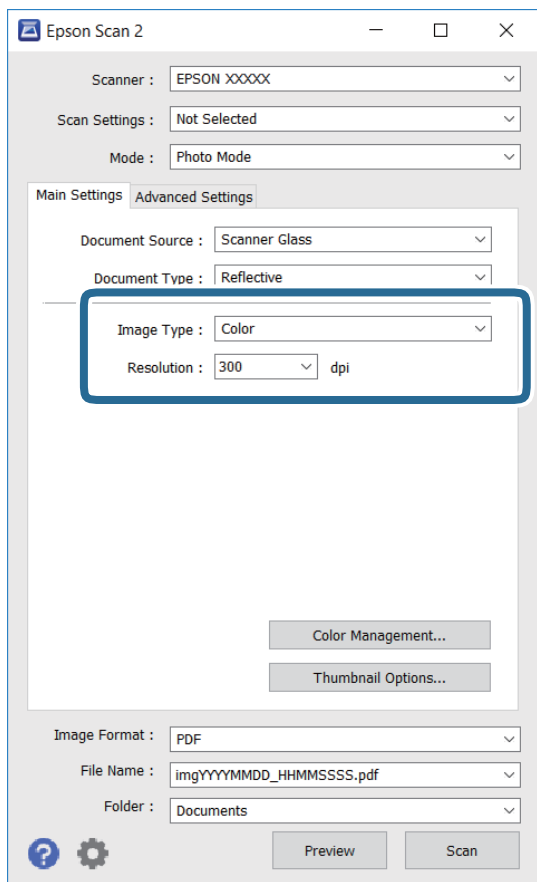 Epson Scan 2
Scanner : EPSON XXXXX
Scan Settings : Not Selected
Mode : Photo Mode
Main Settings Advanced Settings
Document Source : Scanner Glass
Document Type : Reflective
Image Type : Color
Resolution : 300 dpi
Color Management...
Thumbnail Options...
Image Format : PDF
File Name : imgYYYYMMDD_HHMMSSSS.pdf
Folder : Documents
? Preview Scan